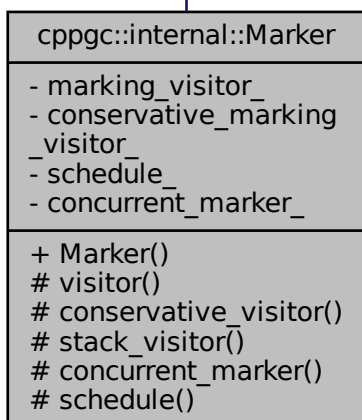 cppgc::internal::Marker
- marking_visitor_
- conservative_marking
_visitor_
- schedule_
- concurrent_marker_
+ Marker()
# visitor()
# conservative_visitor()
# stack_visitor()
# concurrent_marker()
# schedule()